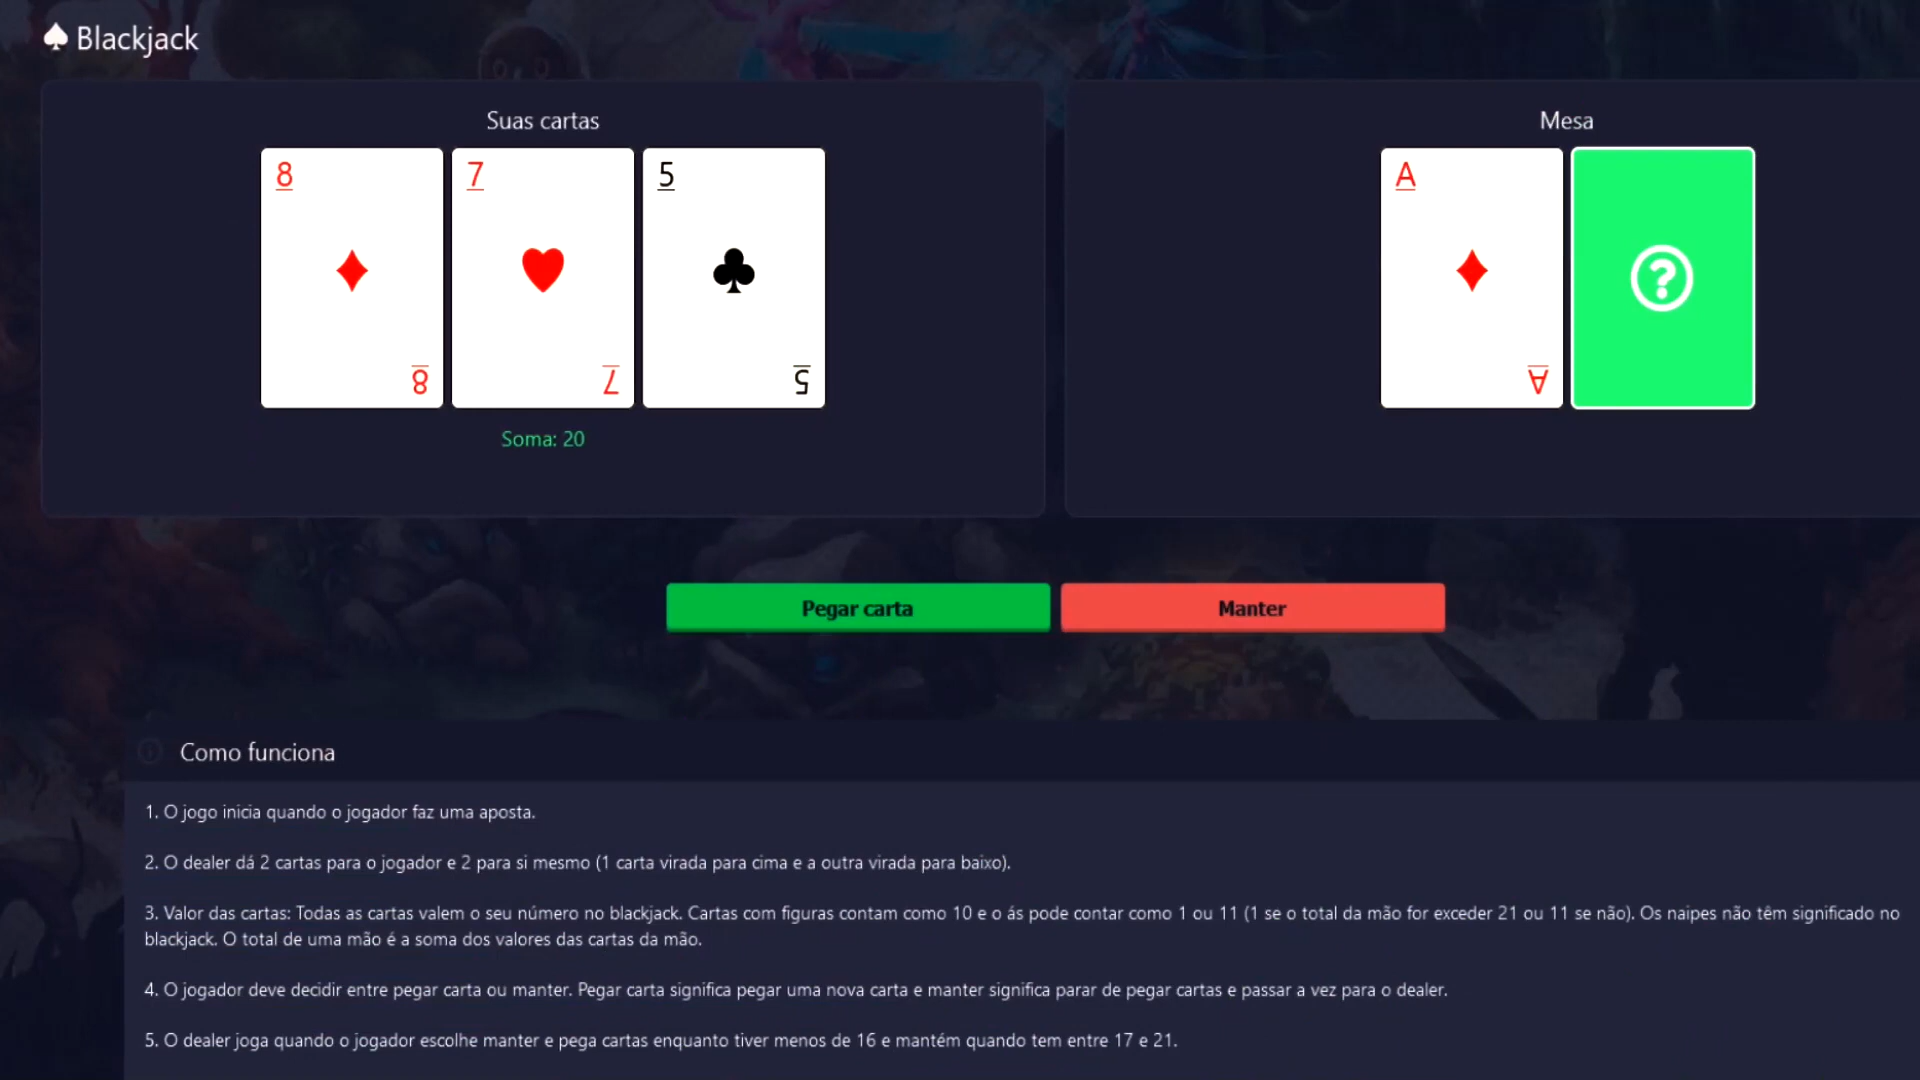 Blackjack
Suas cartas
Mesa
8
7
5
A
?
8
7
5
A
Soma: 20
Pegar carta
Manter
Como funciona
1. O jogo inicia quando o jogador faz uma aposta.
2. O dealer dá 2 cartas para o jogador e 2 para si mesmo (1 carta virada para cima e a outra virada para baixo).
3. Valor das cartas: Todas as cartas valem o seu número no blackjack. Cartas com figuras contam como 10 e o ás pode contar como 1 ou 11 (1 se o total da mão for exceder 21 ou 11 se não). Os naipes não têm significado no
blackjack. O total de uma mão é a soma dos valores das cartas da mão.
4. O jogador deve decidir entre pegar carta ou manter. Pegar carta significa pegar uma nova carta e manter significa parar de pegar cartas e passar a vez para o dealer.
5. O dealer joga quando o jogador escolhe manter e pega cartas enquanto tiver menos de 16 e mantém quando tem entre 17 e 21.